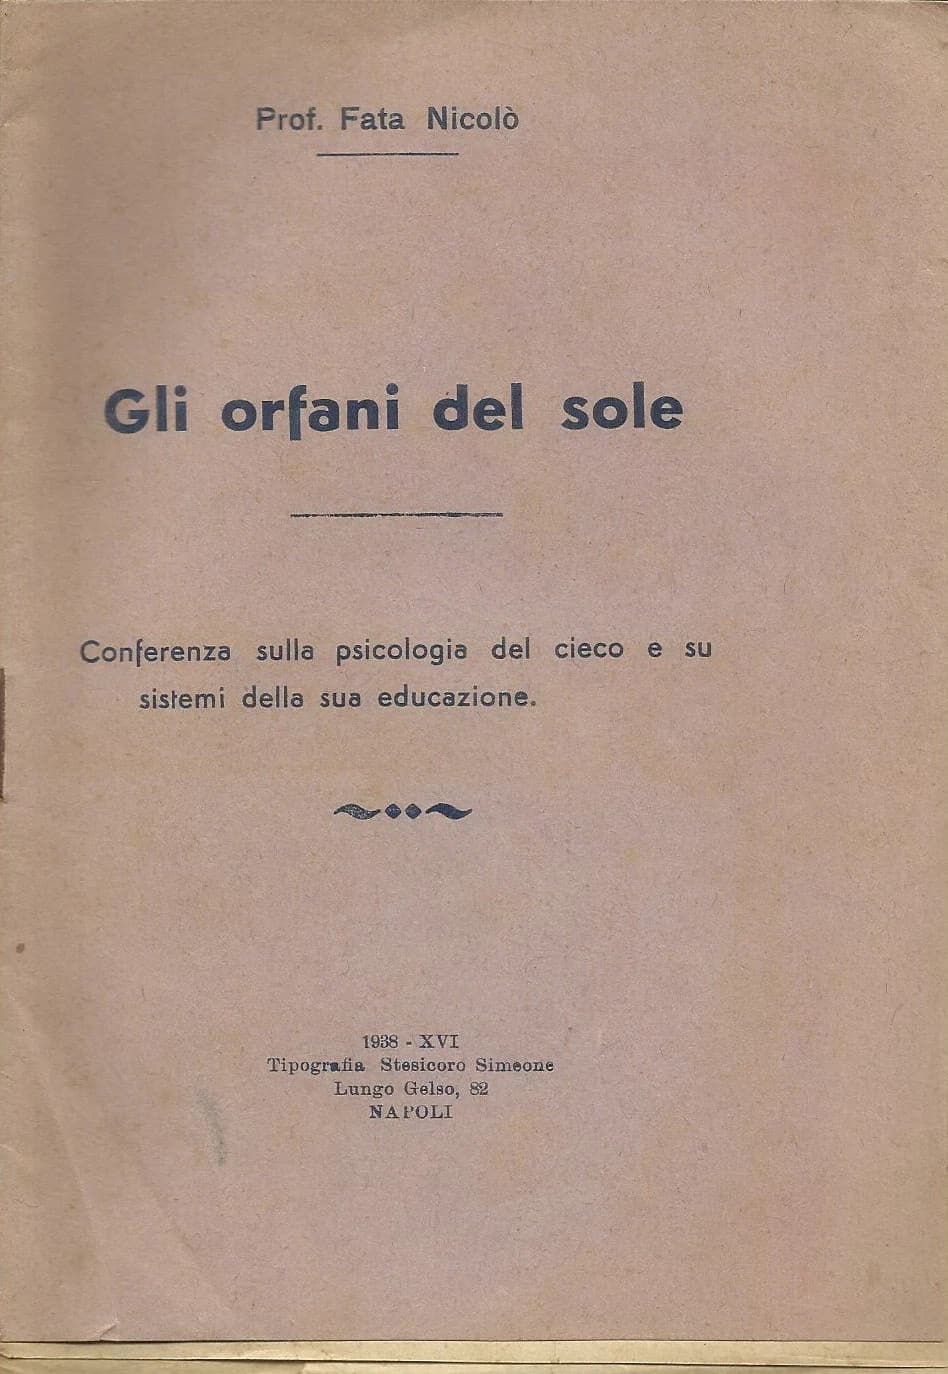 Prof. Fata Nicolò
Gli orfani del sole
Conferenza sulla psicologia del cieco e su
sistemi della sua educazione.
1938 - XVI
Tipografia Stesicoro Simeone
Lungo Gelso, 82
NAPOLI